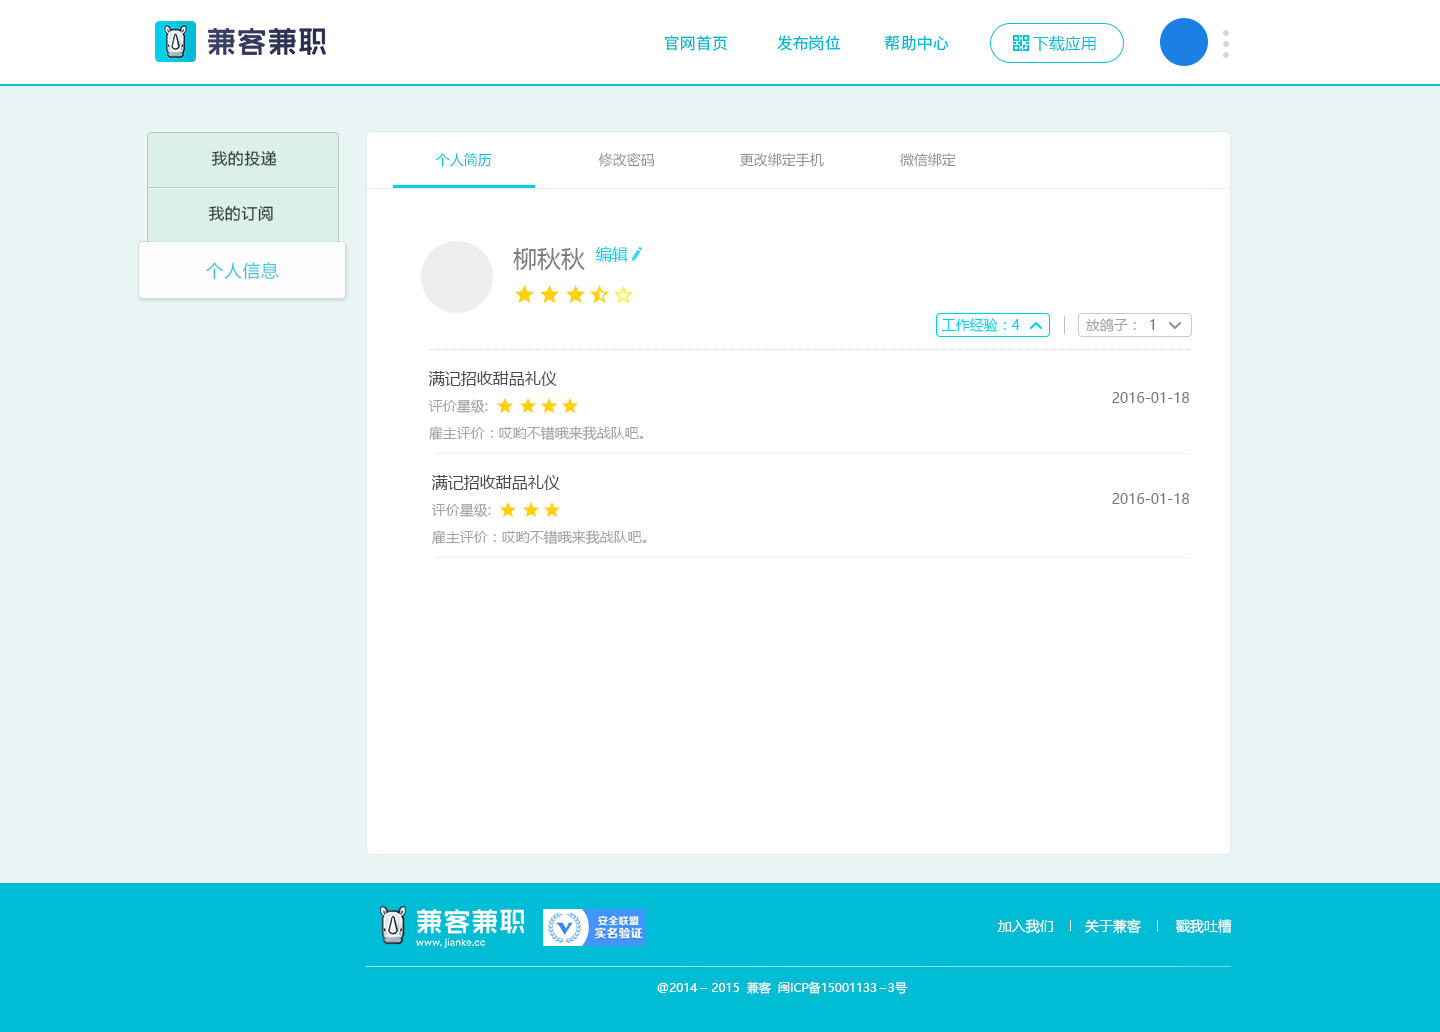 兼客兼职 官网首页 发布岗位 帮助中心 下载应用
我的投递
我的订阅
个人信息
个人简历 修改密码 更改绑定手机 微信绑定
柳秋秋 编辑
工作经验：4 放鸽子： 1
满记招收甜品礼仪
评价星级:
2016-01-18
雇主评价：哎哟不错哦来我战队吧。
满记招收甜品礼仪
评价星级:
2016-01-18
雇主评价：哎哟不错哦来我战队吧。
兼客兼职
www.jianke.cc
安全联盟
实名验证
加入我们 关于兼客 戳我吐槽
@2014－2015 兼客 闽ICP备15001133－3号